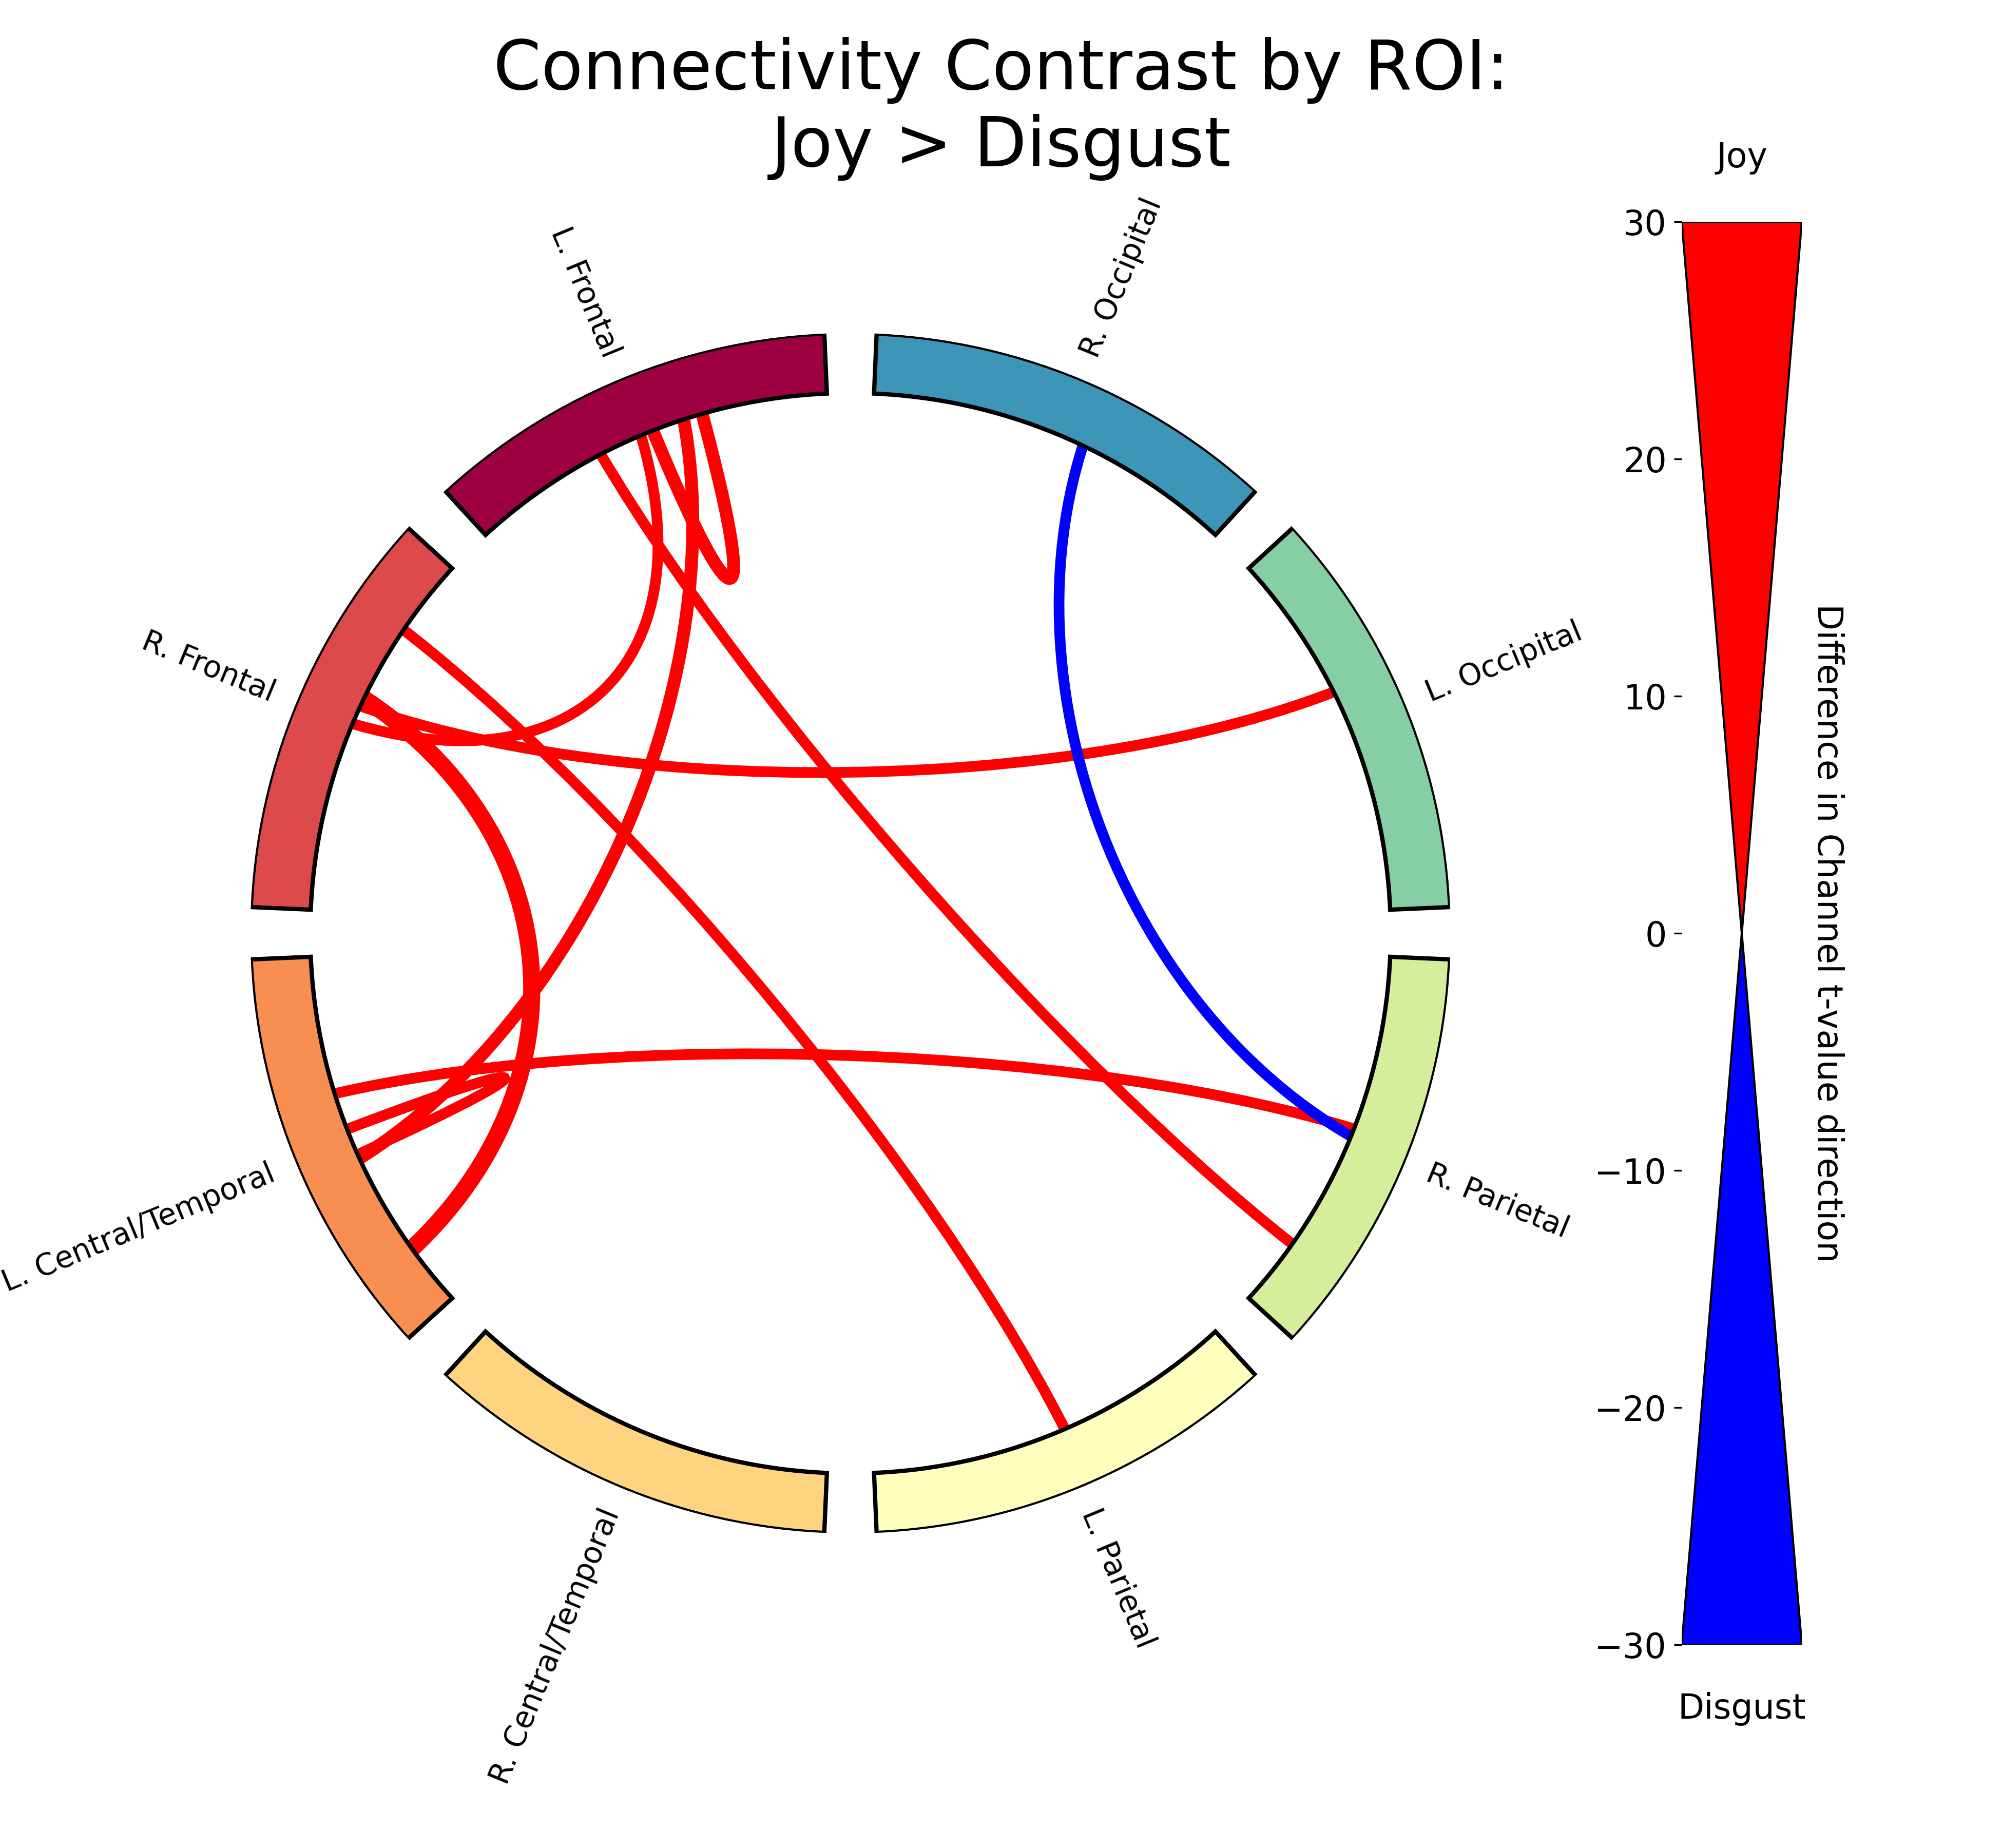 Connectivity Contrast by ROI:
Joy > Disgust
Joy
L. Frontal
R. Occipital
R. Frontal
L. Occipital
L. Central/Temporal
R. Parietal
R. Central/Temporal
L. Parietal
30
20
10
0
−10
−20
−30
Difference in Channel t-value direction
Disgust